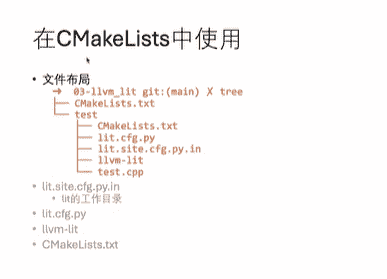 在CMakeLists中使用
• 文件布局
➜ 03-llvm_lit git:(main) ✗ tree
├── CMakeLists.txt
└── test
├── CMakeLists.txt
├── lit.cfg.py
├── lit.site.cfg.py.in
├── llvm-lit
└── test.cpp
• lit.site.cfg.py.in
• lit的工作目录
• lit.cfg.py
• llvm-lit
• CMakeLists.txt